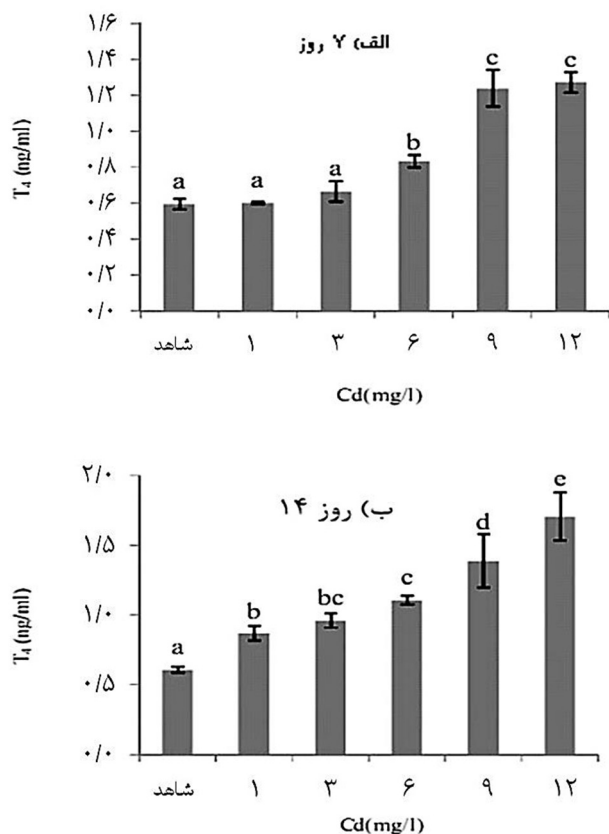 الف) ۷ روز
T₄ (ng/ml)
۱/۶
۱/۴
۱/۲
۱/۰
۰/۸
۰/۶
۰/۴
۰/۲
۰/۰
a a a b c c
شاهد ۱ ۳ ۶ ۹ ۱۲
Cd(mg/l)
ب) روز ۱۴
T₄ (ng/ml)
۲/۰
۱/۵
۱/۰
۰/۵
۰/۰
a b bc c d e
شاهد ۱ ۳ ۶ ۹ ۱۲
Cd(mg/l)